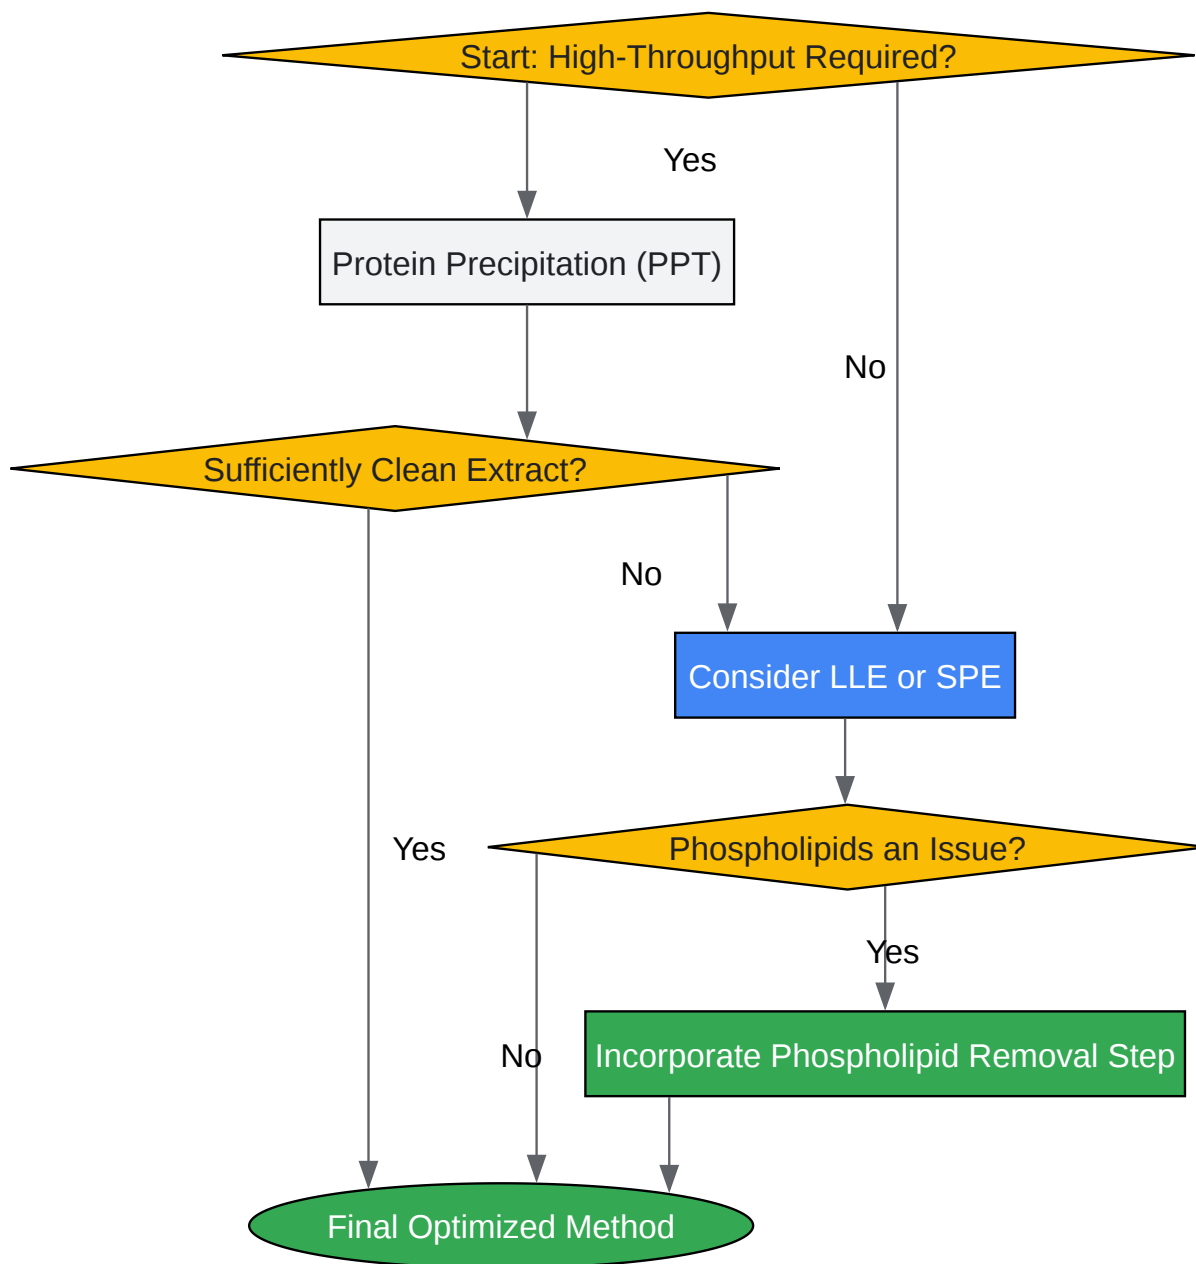 Start: High-Throughput Required?
Yes
Protein Precipitation (PPT)
No
Sufficiently Clean Extract?
No
Consider LLE or SPE
Yes
Phospholipids an Issue?
Yes
No
Incorporate Phospholipid Removal Step
Final Optimized Method